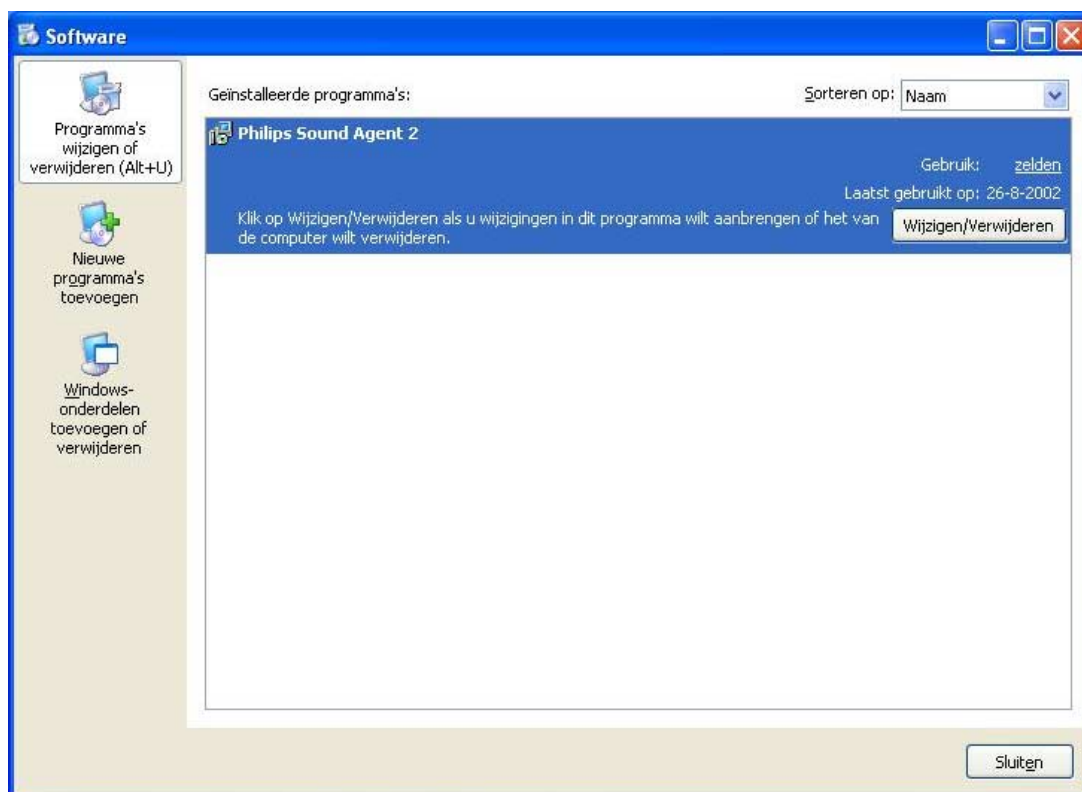 Software
Programma's
wijzigen of
verwijderen (Alt+U)
Nieuwe
programma's
toevoegen
Windows-
onderdelen
toevoegen of
verwijderen
Geïnstalleerde programma's:
Sorteren op: Naam
Philips Sound Agent 2
Gebruik: zelden
Laatst gebruikt op: 26-8-2002
Klik op Wijzigen/Verwijderen als u wijzigingen in dit programma wilt aanbrengen of het van
de computer wilt verwijderen.
Wijzigen/Verwijderen
Sluiten